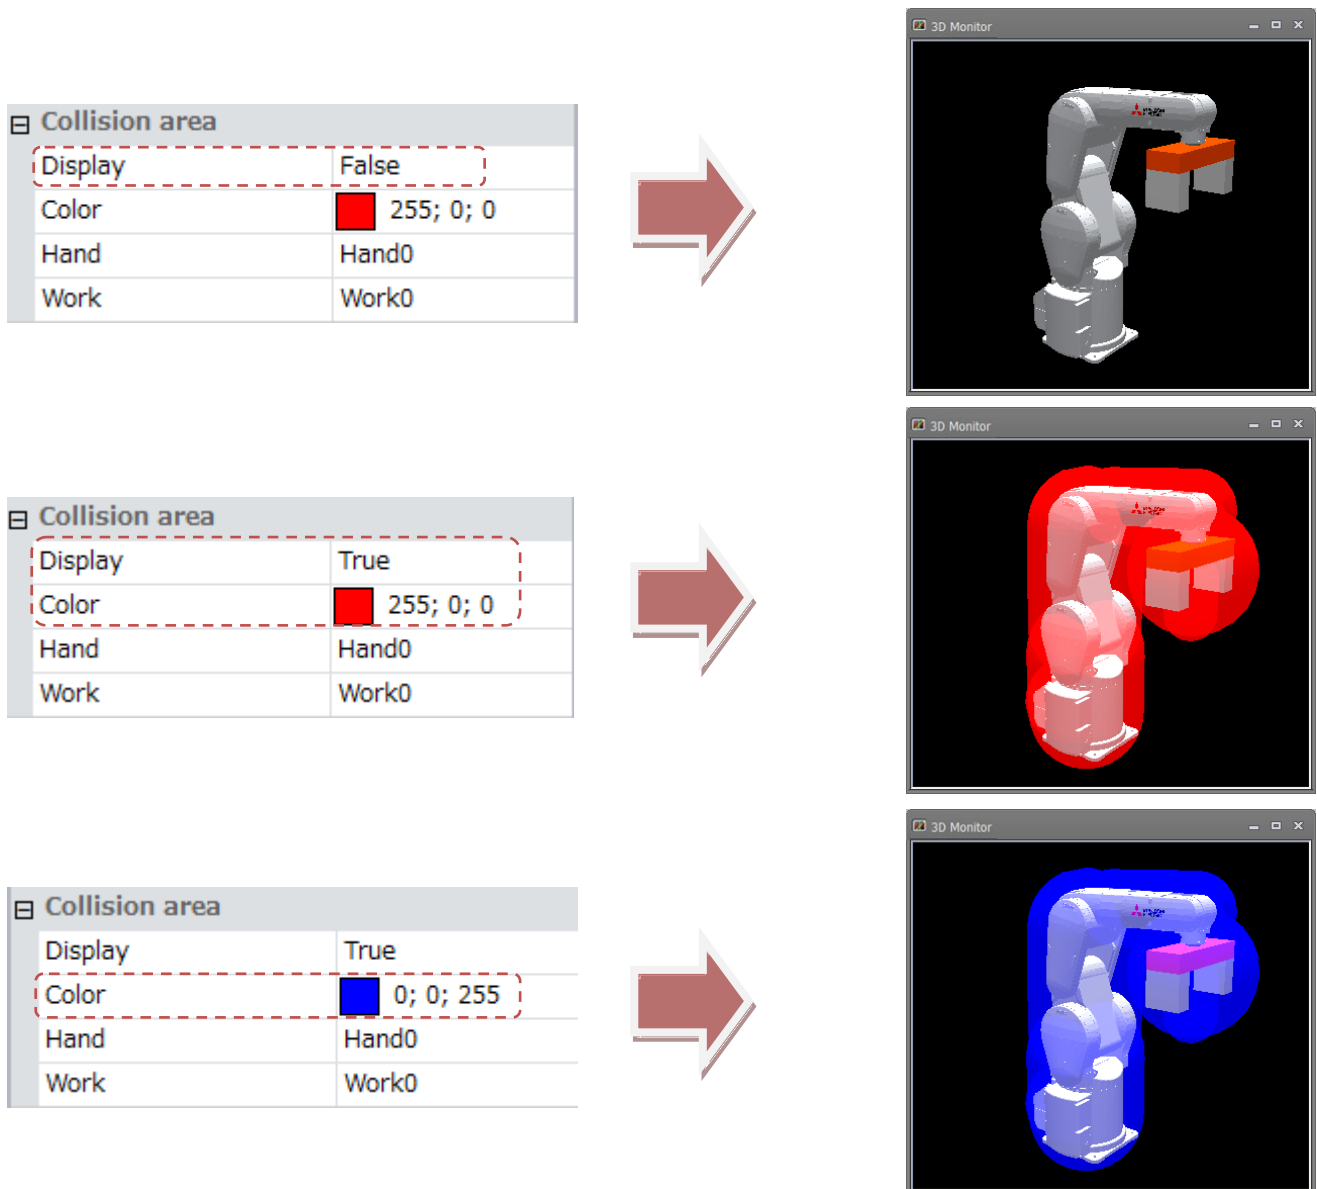 3D Monitor
Collision area
Display False
Color 255; 0; 0
Hand Hand0
Work Work0
3D Monitor
Collision area
Display True
Color 255; 0; 0
Hand Hand0
Work Work0
3D Monitor
Collision area
Display True
Color 0; 0; 255
Hand Hand0
Work Work0